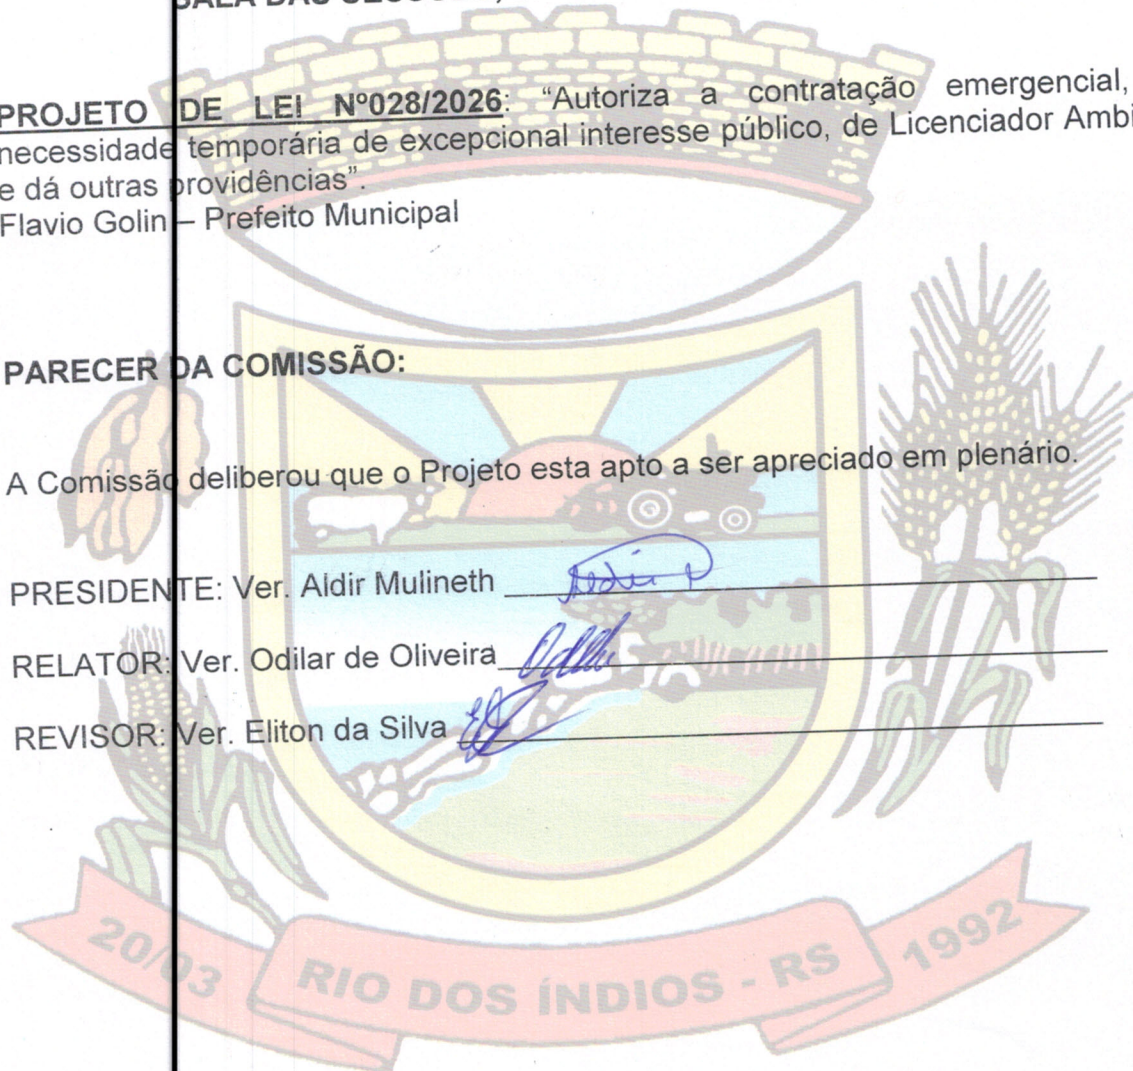 PROJETO DE LEI Nº028/2026: “Autoriza a contratação emergencial,
necessidade temporária de excepcional interesse público, de Licenciador
e dá outras providências”.
Flavio Golin – Prefeito Municipal
PARECER DA COMISSÃO:
A Comissão deliberou que o Projeto esta apto a ser apreciado em plenário.
PRESIDENTE: Ver. Aldir Mulineth
RELATOR: Ver. Odilar de Oliveira
REVISOR: Ver. Eliton da Silva
20/03 RIO DOS ÍNDIOS - RS 1992